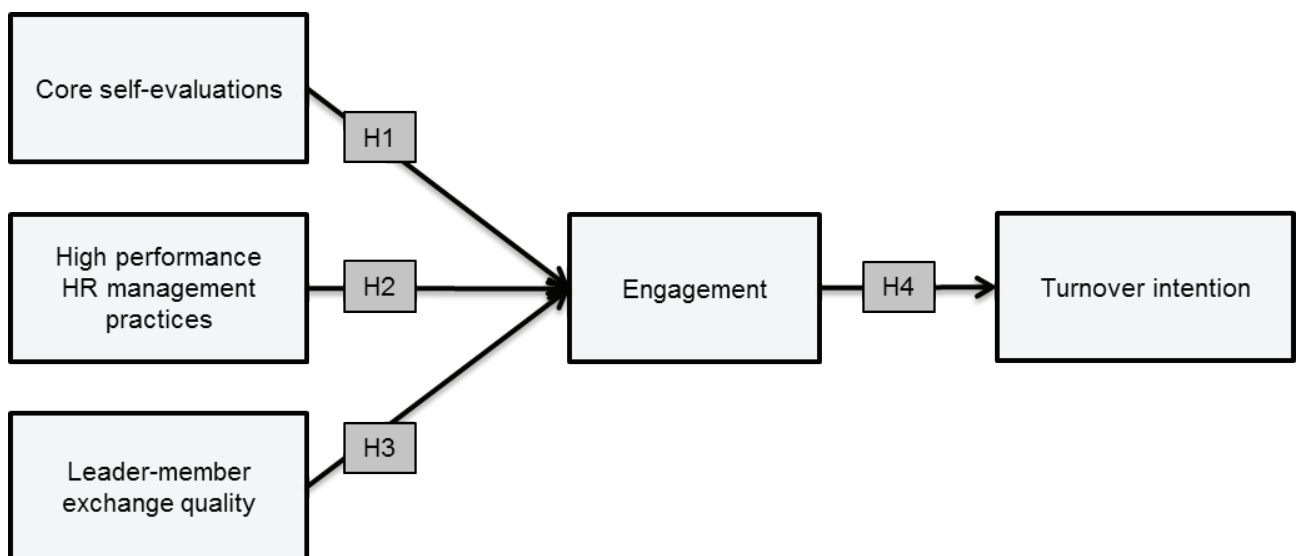 Core self-evaluations
H1
High performance
HR management
practices
H2
Engagement
H4
Turnover intention
H3
Leader-member
exchange quality